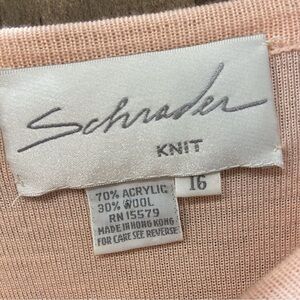 Schrader
KNIT
16
70% ACRYLIC
30% WOOL
RN 15579
MADE IN HONG KONG
FOR CARE SEE REVERSE